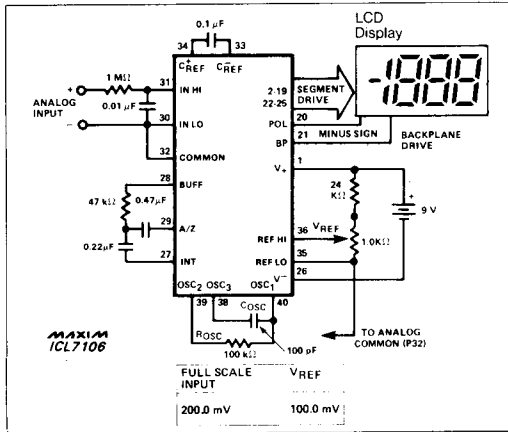 LCD
Display
0.1 µF
34 33
C+REF C-REF
1 MΩ
31
IN HI
+
ANALOG
INPUT
0.01 µF
-
30
IN LO
32
COMMON
28
BUFF
47 kΩ
0.47µF
29
A/Z
0.22µF
27
INT
OSC2 OSC3 OSC1
39 38 40
COSC
ROSC
100 kΩ
100 pF
2-19
22-25
SEGMENT
DRIVE
-1888
POL
20
MINUS SIGN
BACKPLANE
DRIVE
BP
21
V+
1
24
KΩ
+
9 V
36
REF HI
VREF
1.0KΩ
35
REF LO
V-
26
TO ANALOG
COMMON (P32)
MAXIM
ICL7106
FULL SCALE VREF
INPUT
200.0 mV 100.0 mV